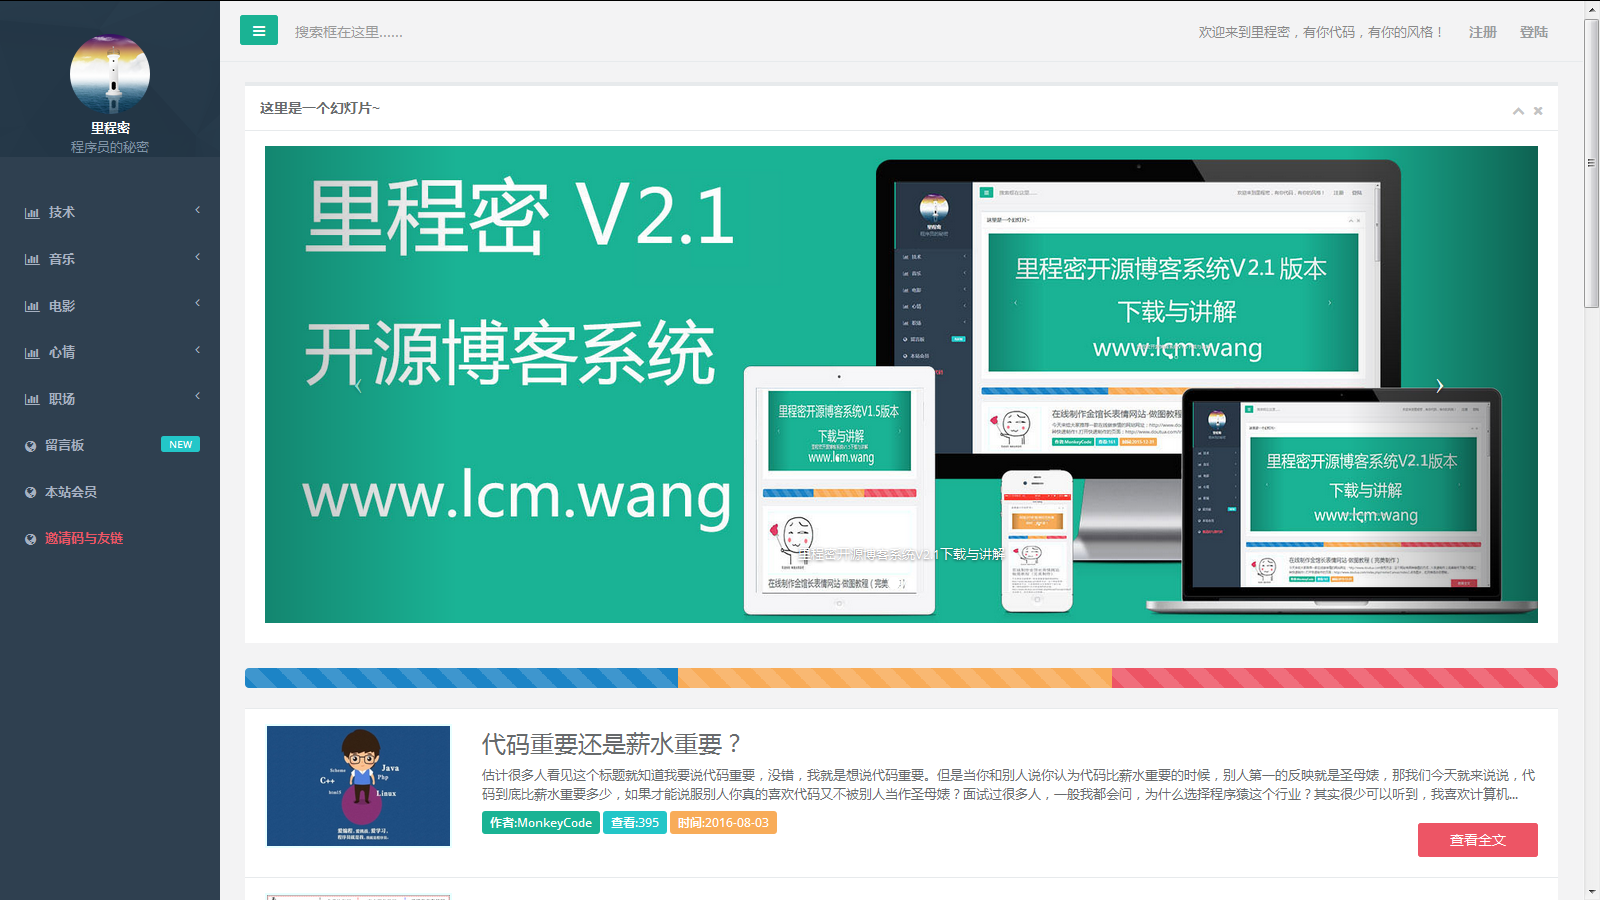 里程密
程序员的秘密
技术
音乐
电影
心情
职场
留言板
NEW
本站会员
邀请码与友链
搜索框在这里......
欢迎来到里程密，有你代码，有你的风格！
注册
登陆
这里是一个幻灯片~
里程密 V2.1
开源博客系统
www.lcm.wang
里程密开源博客系统V2.1 版本
下载与讲解
www.lcm.wang
里程密开源博客系统V1.5版本
下载与讲解
www.lcm.wang
在线制作金馆长表情网站·做图教程 ( 完美
里程密开源博客系统V2.1版本
下载与讲解
www.lcm.wang
里程密开源博客系统V2.1下载与讲解
代码重要还是薪水重要？
估计很多人看见这个标题就知道我要说代码重要，没错，我就是想说代码重要。但是当你和别人说你认为代码比薪水重要的时候，别人第一的反映就是圣母婊，那我们今天就来说说，代
码到底比薪水重要多少，如果才能说服别人你真的喜欢代码又不被别人当作圣母婊？面试过很多人，一般我都会问，为什么选择程序猿这个行业？其实很少可以听到，我喜欢计算机...
作者:MonkeyCode
查看:395
时间:2016-08-03
查看全文
Scheme
Java
C++
Php
html5
Linux
爱编程，爱挑战，爱学习，